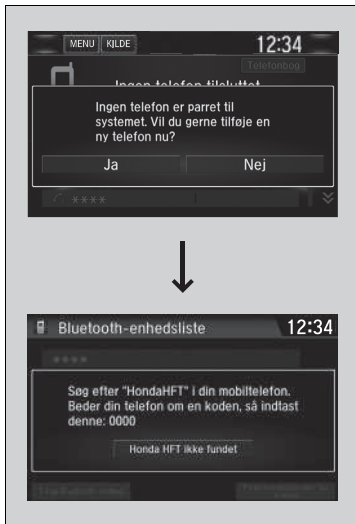 MENU KILDE 12:34
Telefonbog
Ingen telefon tilsluttet
Ingen telefon er parret til
systemet. Vil du gerne tilføje en
ny telefon nu?
Ja Nej
****
Bluetooth-enhedsliste 12:34
****
Søg efter "HondaHFT" i din mobiltelefon.
Beder din telefon om en koden, så indtast
denne: 0000
Honda HFT ikke fundet